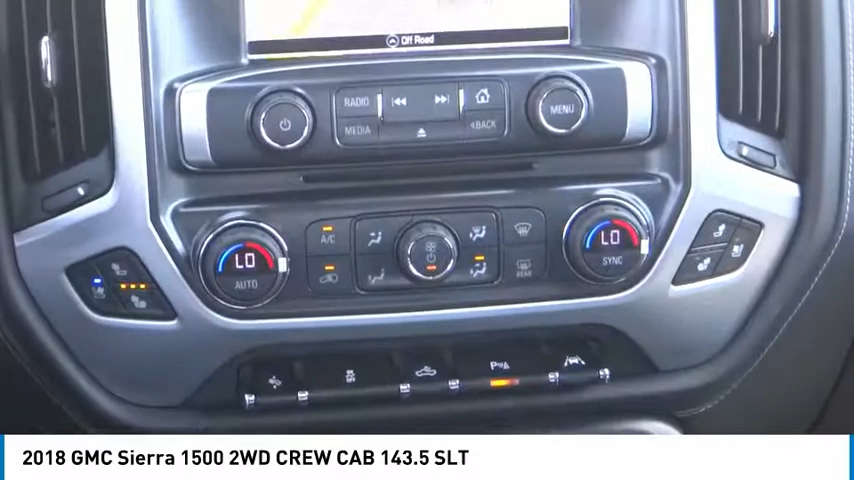 Off Road
RADIO
MEDIA
BACK
MENU
LO
AUTO
A/C
REAR
LO
SYNC
2018 GMC Sierra 1500 2WD CREW CAB 143.5 SLT